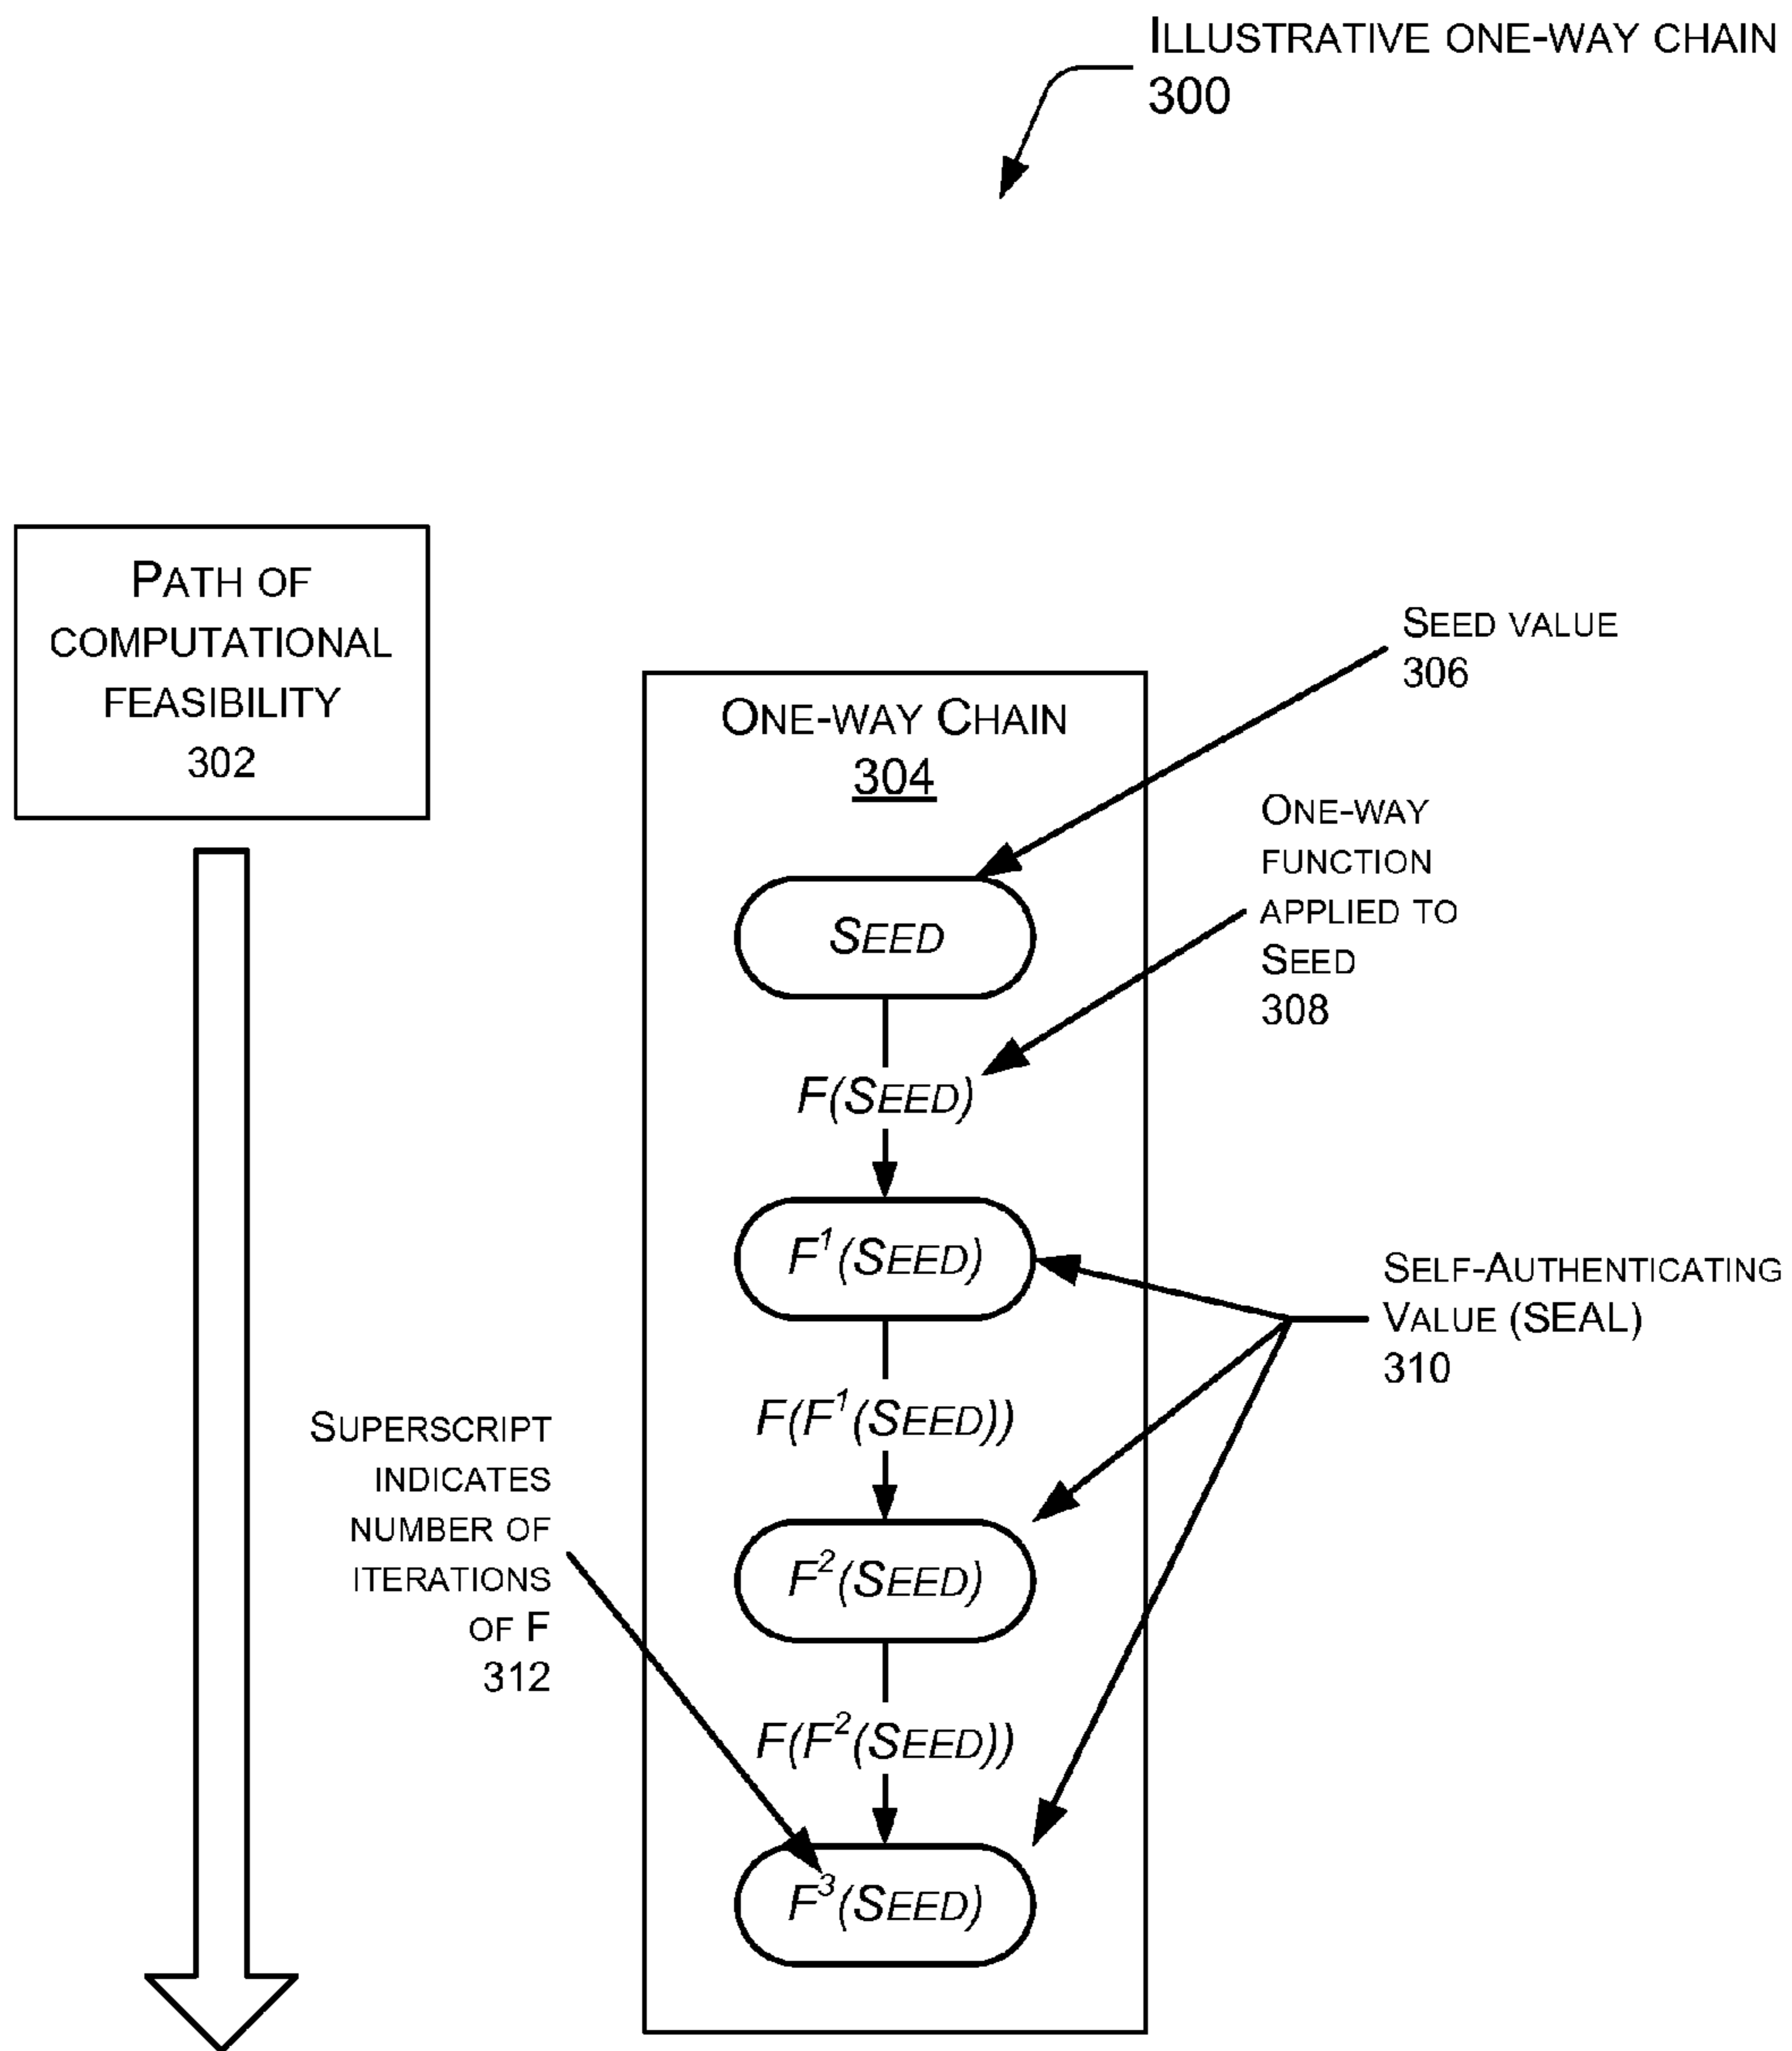 ILLUSTRATIVE ONE-WAY CHAIN
300
PATH OF
COMPUTATIONAL
FEASIBILITY
302
SEED VALUE
306
ONE-WAY CHAIN
304
ONE-WAY
FUNCTION
APPLIED TO
SEED
308
SEED
F(SEED)
F¹(SEED)
SELF-AUTHENTICATING
VALUE (SEAL)
310
F(F¹(SEED))
SUPERSCRIPT
INDICATES
NUMBER OF
ITERATIONS
OF F
312
F²(SEED)
F(F²(SEED))
F³(SEED)